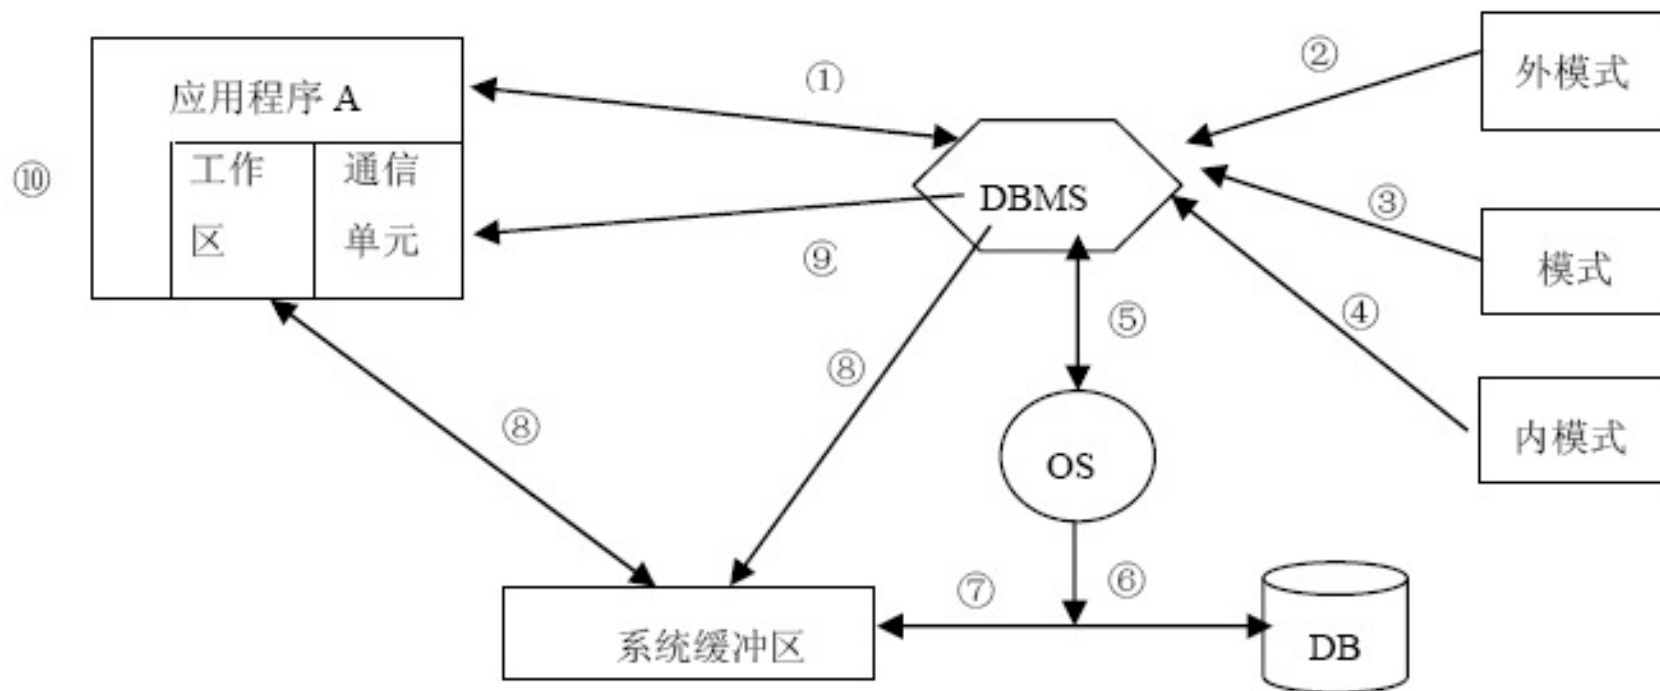 ①
②
外模式
应用程序 A
⑩
工作
区
通信
单元
DBMS
③
模式
⑨
④
⑤
⑧
内模式
⑧
OS
⑦
⑥
系统缓冲区
DB